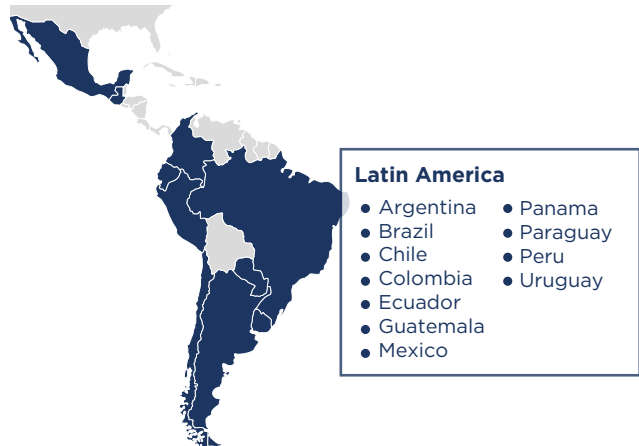 Latin America
Argentina
Brazil
Chile
Colombia
Ecuador
Guatemala
Mexico
Panama
Paraguay
Peru
Uruguay